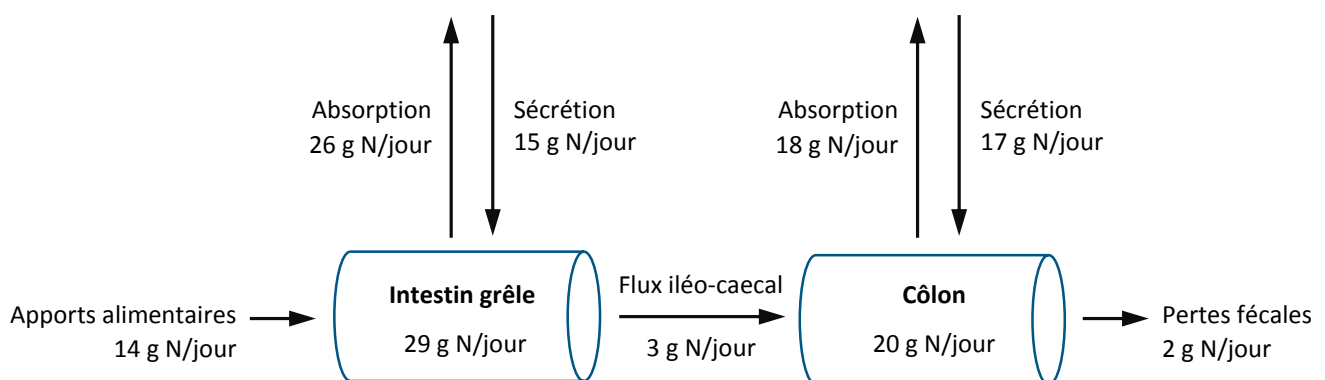 Absorption
26 g N/jour
Sécrétion
15 g N/jour
Absorption
18 g N/jour
Sécrétion
17 g N/jour
Apports alimentaires
14 g N/jour
Intestin grêle
29 g N/jour
Flux iléo-caecal
3 g N/jour
Côlon
20 g N/jour
Pertes fécales
2 g N/jour